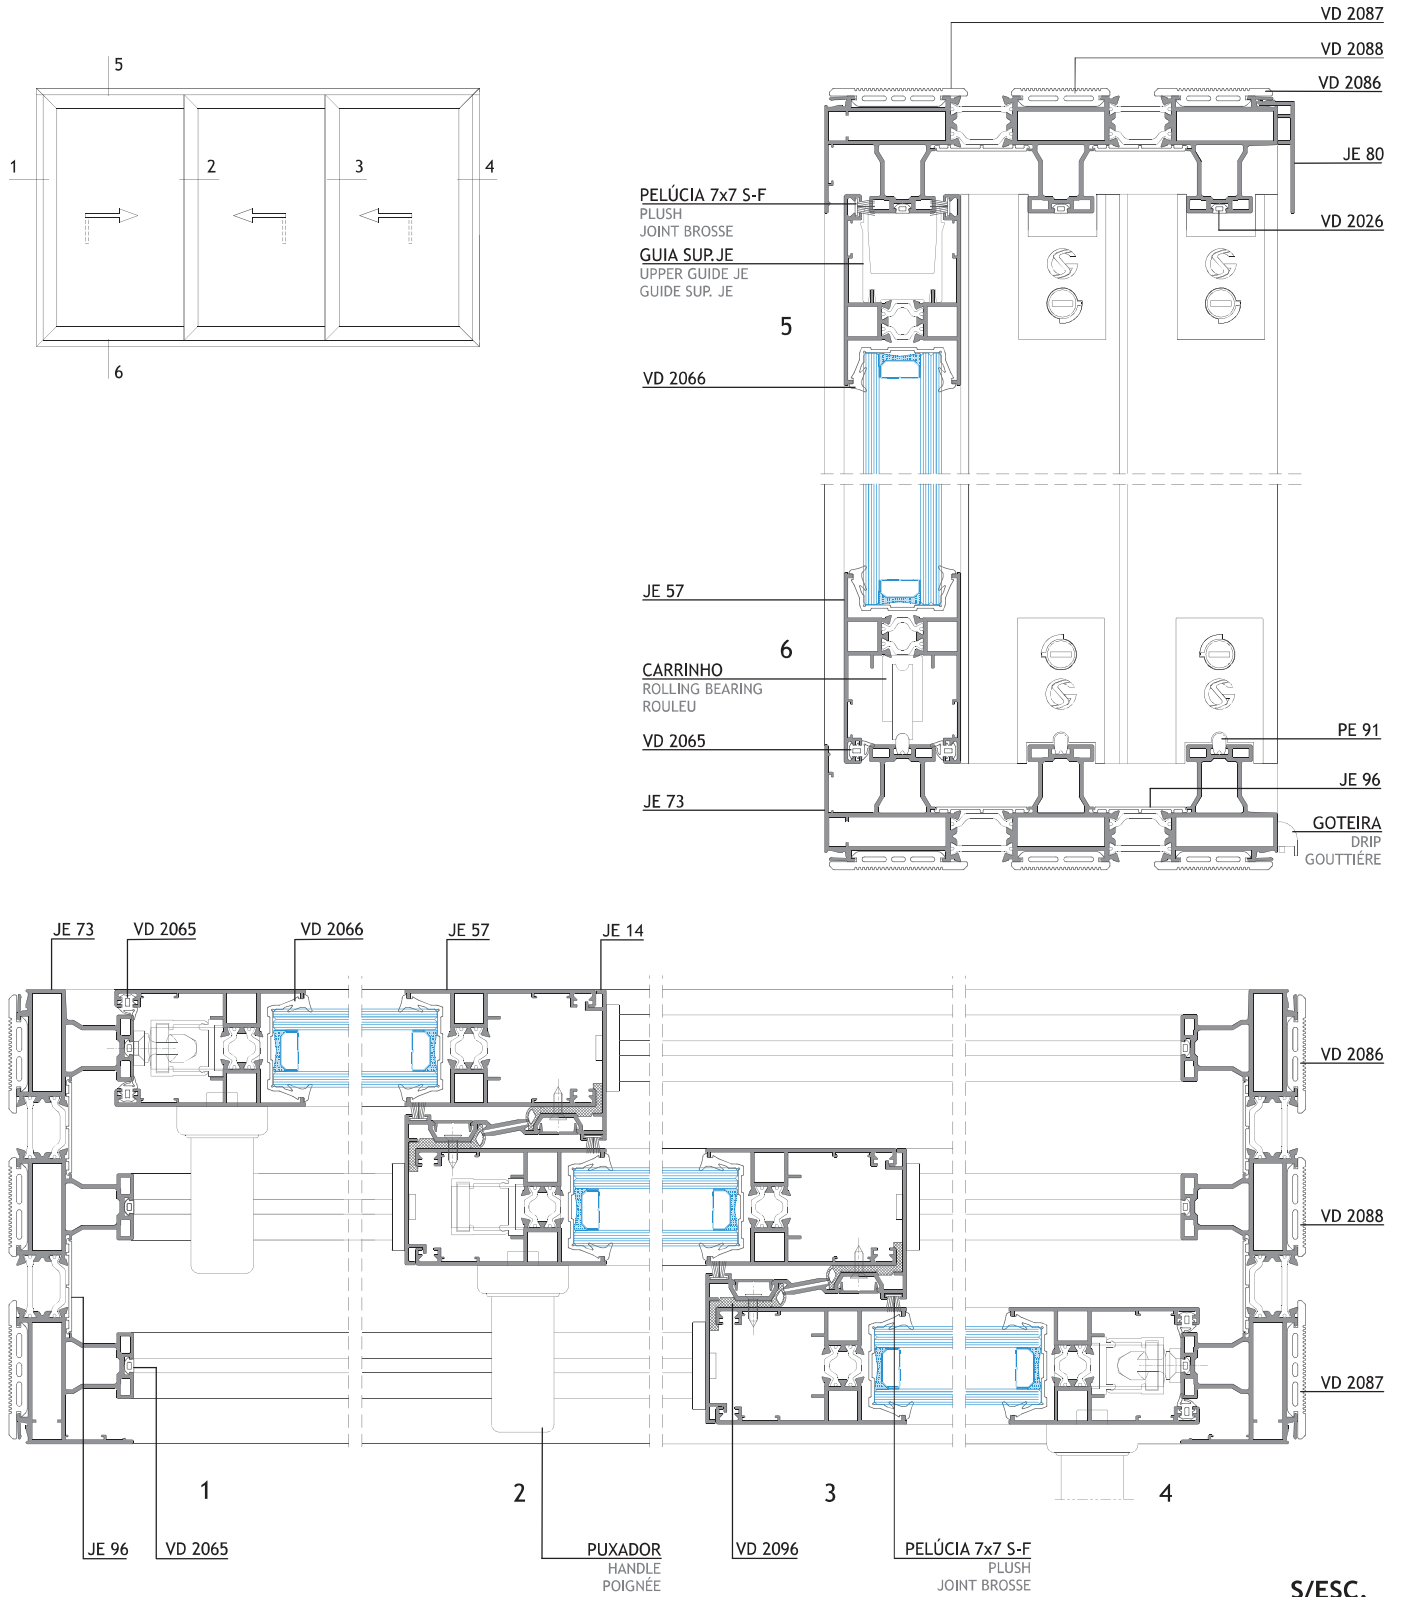 5
1
2
3
4
6
VD 2087
VD 2088
VD 2086
JE 80
PELÚCIA 7x7 S-F
PLUSH
JOINT BROSSE
VD 2026
GUIA SUP.JE
UPPER GUIDE JE
GUIDE SUP. JE
5
VD 2066
JE 57
6
CARRINHO
ROLLING BEARING
ROULEU
VD 2065
PE 91
JE 96
JE 73
GOTEIRA
DRIP
GOUTTIÉRE
JE 73
VD 2065
VD 2066
JE 57
JE 14
VD 2086
VD 2088
VD 2087
1
2
3
4
JE 96
VD 2065
PUXADOR
HANDLE
POIGNÉE
VD 2096
PELÚCIA 7x7 S-F
PLUSH
JOINT BROSSE
S/ESC.